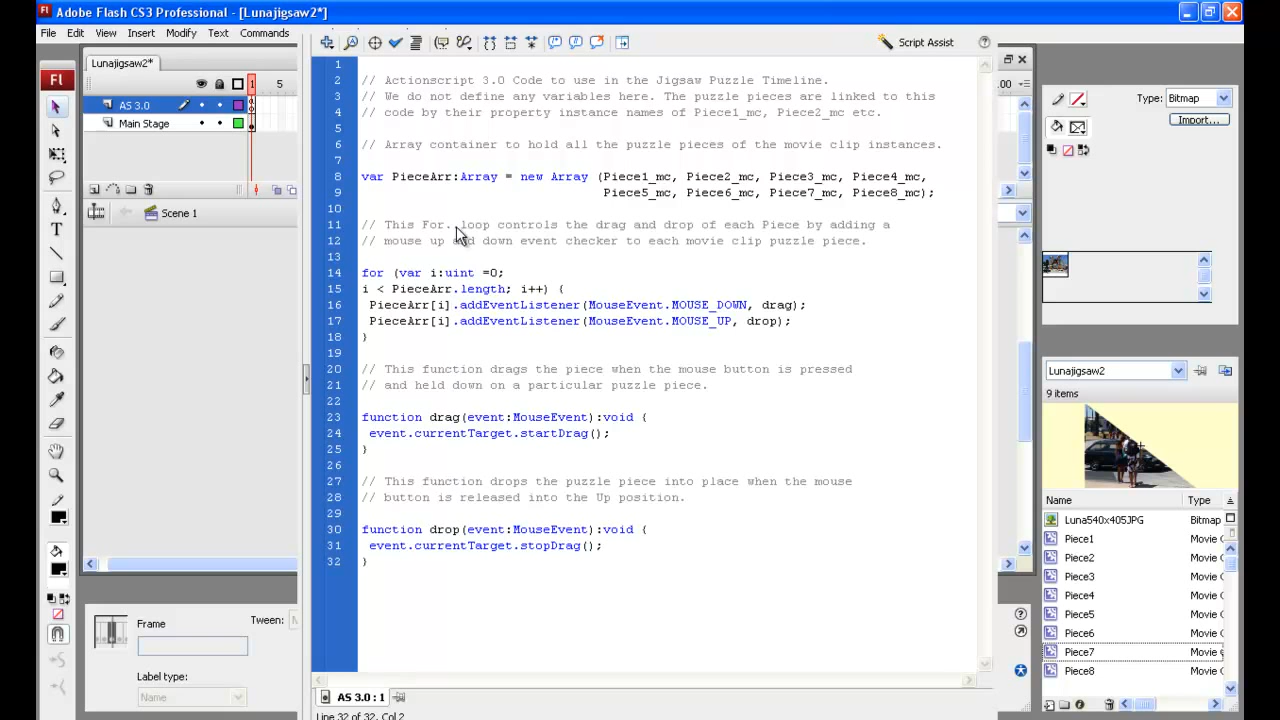 Adobe Flash CS3 Professional - [Lunajigsaw2*]
File Edit View Insert Modify Text Commands
Script Assist
Lunajigsaw2*
1 5
AS 3.0
Main Stage
Scene 1
1
2 // Actionscript 3.0 Code to use in the Jigsaw Puzzle Timeline.
3 // We do not define any variables here. The puzzle pieces are linked to this
4 // code by their property instance names of Piece1_mc, Piece2_mc etc.
5
6 // Array container to hold all the puzzle pieces of the movie clip instances.
7
8 var PieceArr:Array = new Array (Piece1_mc, Piece2_mc, Piece3_mc, Piece4_mc,
9 Piece5_mc, Piece6_mc, Piece7_mc, Piece8_mc);
10
11 // This For. loop controls the drag and drop of each Piece by adding a
12 // mouse up and down event checker to each movie clip puzzle piece.
13
14 for (var i:uint =0;
15 i < PieceArr.length; i++) {
16 PieceArr[i].addEventListener(MouseEvent.MOUSE_DOWN, drag);
17 PieceArr[i].addEventListener(MouseEvent.MOUSE_UP, drop);
18 }
19
20 // This function drags the piece when the mouse button is pressed
21 // and held down on a particular puzzle piece.
22
23 function drag(event:MouseEvent):void {
24 event.currentTarget.startDrag();
25 }
26
27 // This function drops the puzzle piece into place when the mouse
28 // button is released into the Up position.
29
30 function drop(event:MouseEvent):void {
31 event.currentTarget.stopDrag();
32 }
Frame
Tween:
Label type:
Name
AS 3.0 : 1
Line 32 of 32, Col 2
.00
Type: Bitmap
Import...
Lunajigsaw2
9 items
Name Type
Luna540x405JPG Bitmap
Piece1 Movie
Piece2 Movie
Piece3 Movie
Piece4 Movie
Piece5 Movie
Piece6 Movie
Piece7 Movie
Piece8 Movie